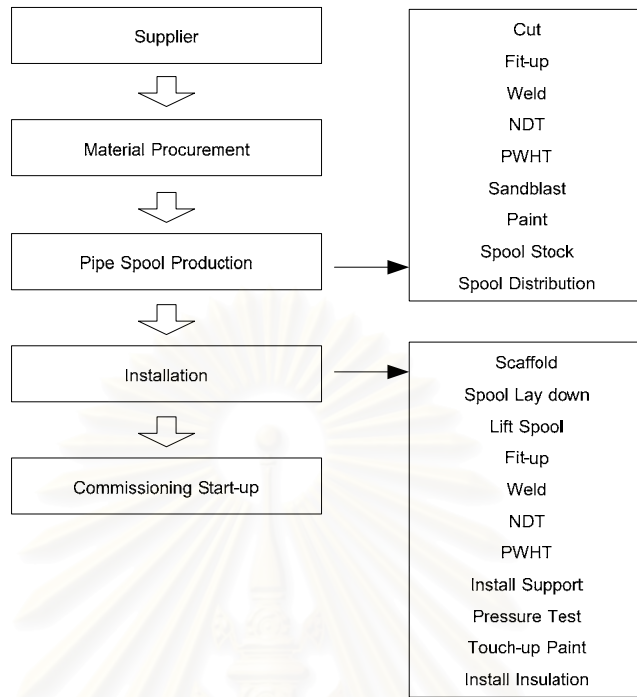 Supplier
Material Procurement
Pipe Spool Production
Installation
Commissioning Start-up
Cut
Fit-up
Weld
NDT
PWHT
Sandblast
Paint
Spool Stock
Spool Distribution
Scaffold
Spool Lay down
Lift Spool
Fit-up
Weld
NDT
PWHT
Install Support
Pressure Test
Touch-up Paint
Install Insulation